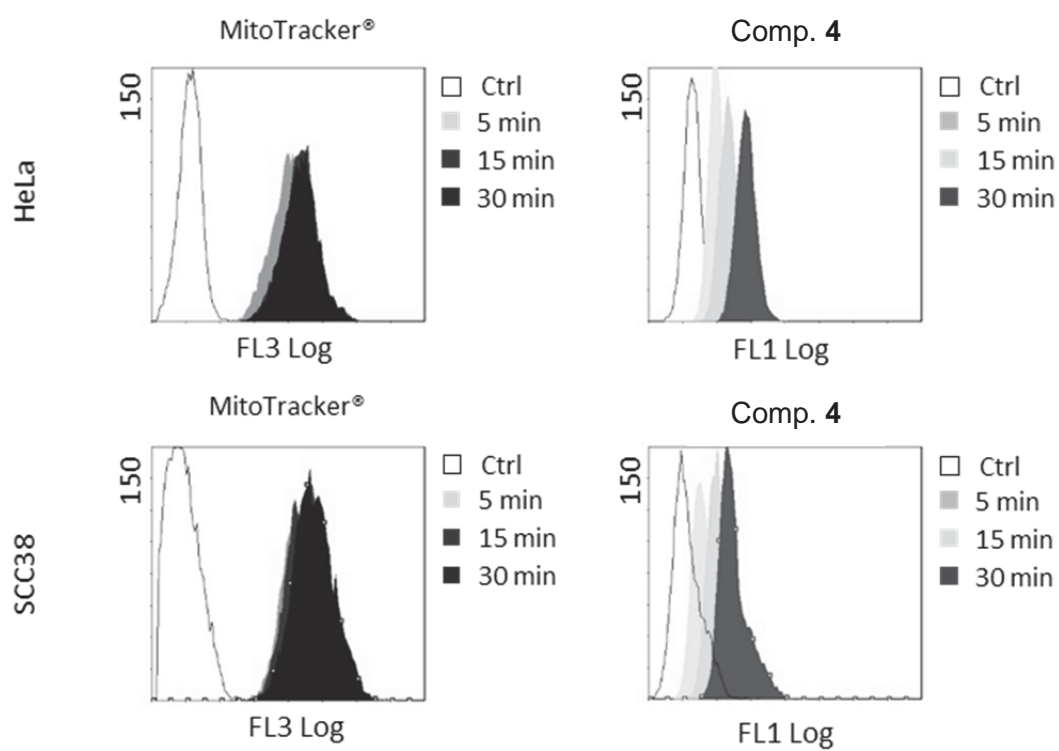 MitoTracker®
Comp. 4
HeLa
150
Ctrl
5 min
15 min
30 min
FL3 Log
150
Ctrl
5 min
15 min
30 min
FL1 Log
MitoTracker®
Comp. 4
SCC38
150
Ctrl
5 min
15 min
30 min
FL3 Log
150
Ctrl
5 min
15 min
30 min
FL1 Log